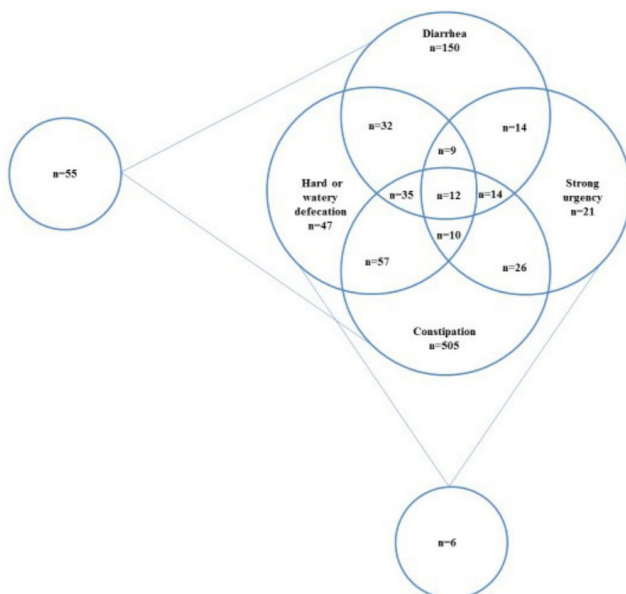 Diarrhea
n=150
n=32
n=14
n=9
n=55
Hard or
watery
defecation
n=47
n=35
n=12
n=14
Strong
urgency
n=21
n=10
n=57
n=26
Constipation
n=505
n=6